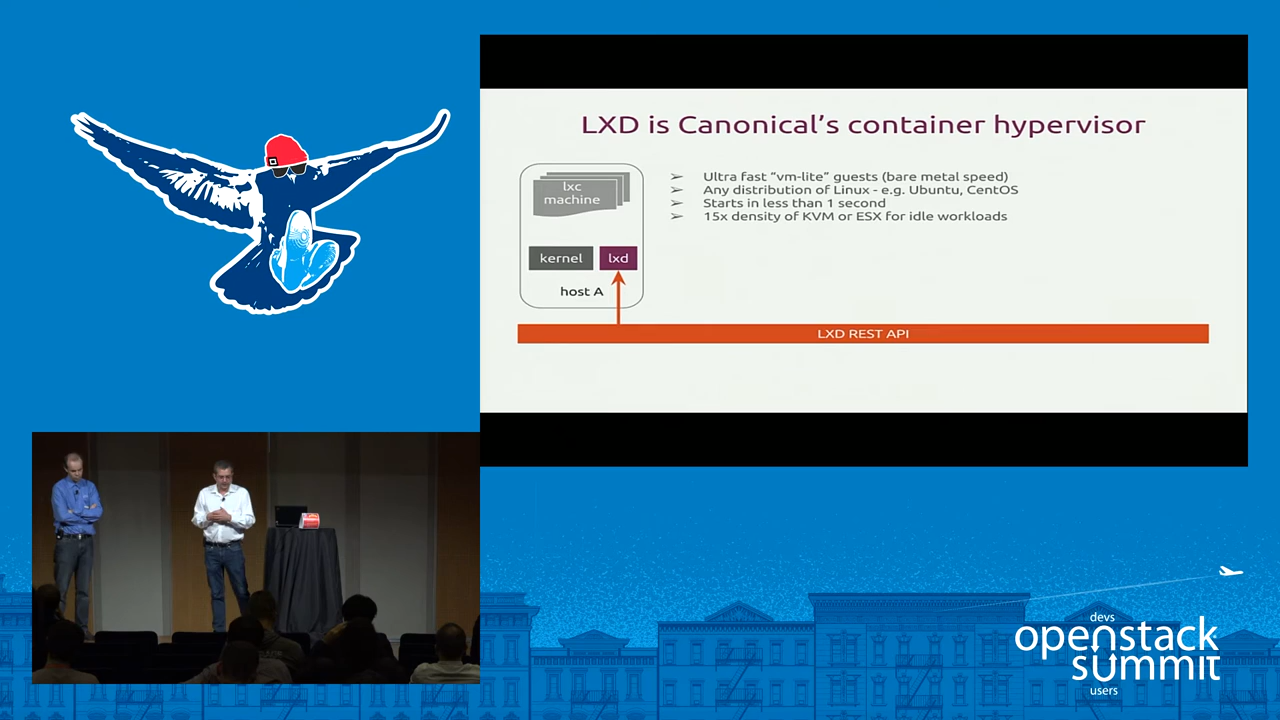 LXD is Canonical's container hypervisor
lxc
machine
kernel
lxd
host A
➢ Ultra fast “vm-lite” guests (bare metal speed)
➢ Any distribution of Linux - e.g. Ubuntu, CentOS
➢ Starts in less than 1 second
➢ 15x density of KVM or ESX for idle workloads
LXD REST API
devs
openstack
summit
users